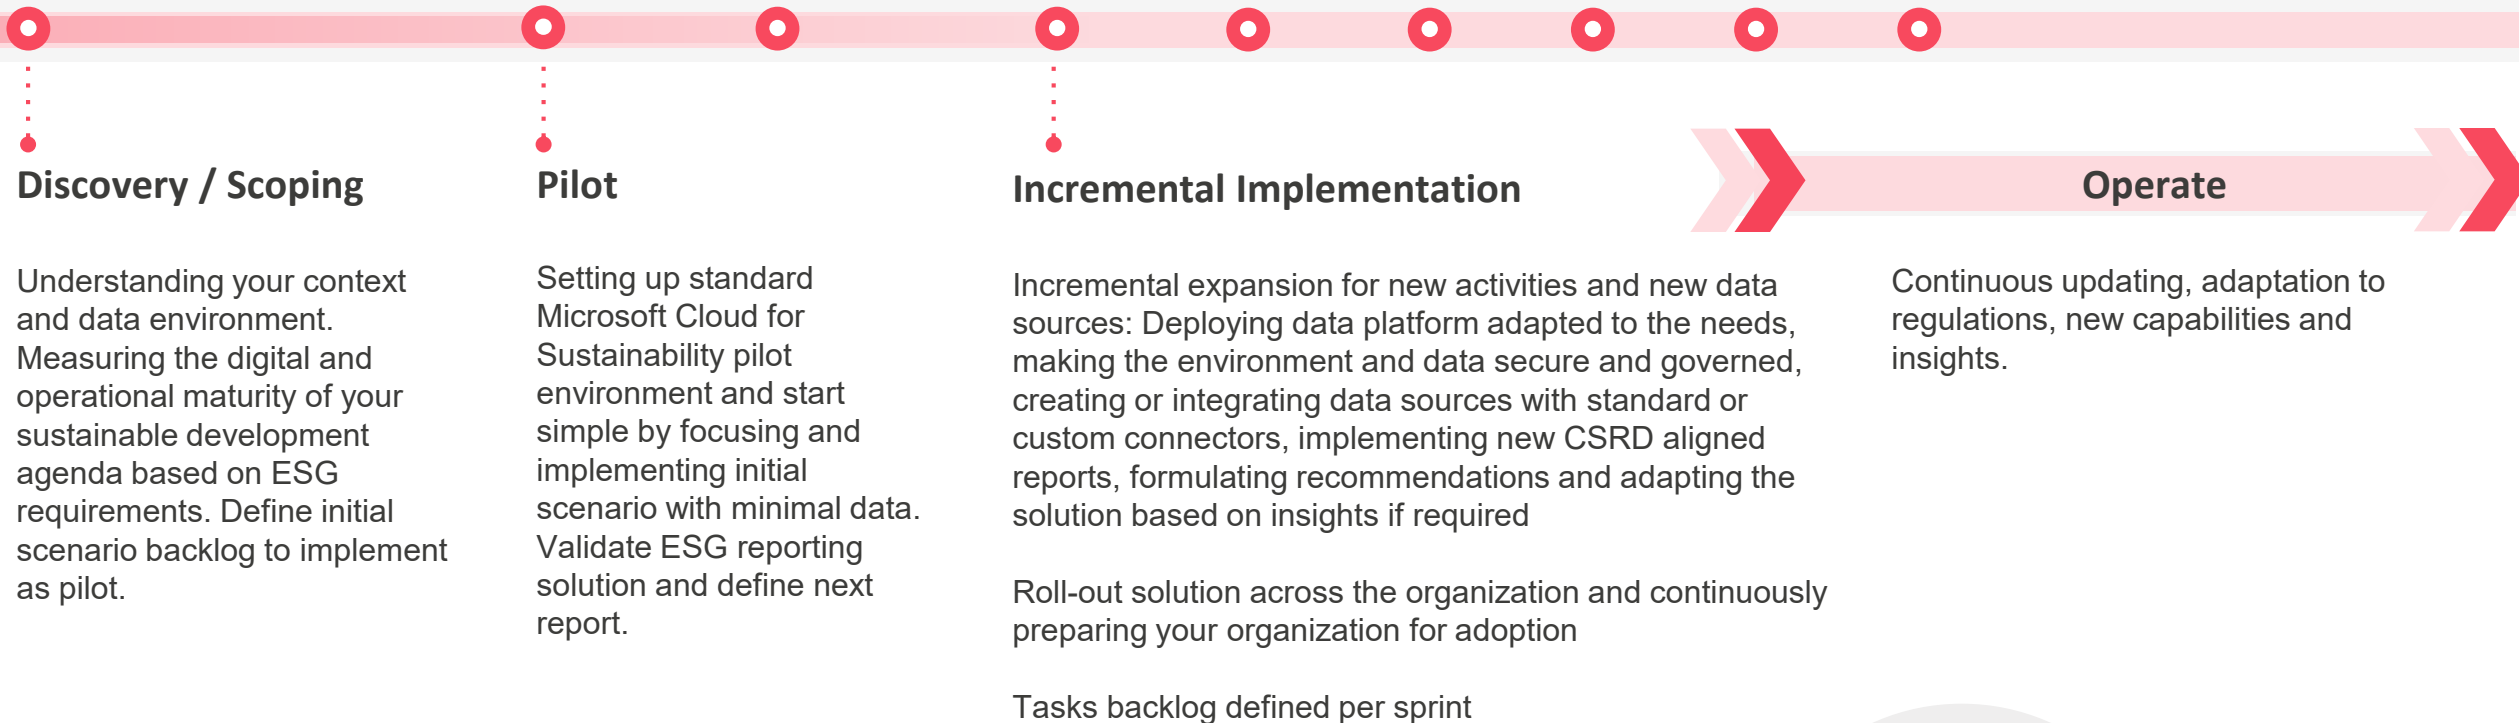 Discovery / Scoping
Understanding your context
and data environment.
Measuring the digital and
operational maturity of your
sustainable development
agenda based on ESG
requirements. Define initial
scenario backlog to implement
as pilot.
Pilot
Setting up standard
Microsoft Cloud for
Sustainability pilot
environment and start
simple by focusing and
implementing initial
scenario with minimal data.
Validate ESG reporting
solution and define next
report.
Incremental Implementation
Incremental expansion for new activities and new data
sources: Deploying data platform adapted to the needs,
making the environment and data secure and governed,
creating or integrating data sources with standard or
custom connectors, implementing new CSRD aligned
reports, formulating recommendations and adapting the
solution based on insights if required
Roll-out solution across the organization and continuously
preparing your organization for adoption
Tasks backlog defined per sprint
Operate
Continuous updating, adaptation to
regulations, new capabilities and
insights.